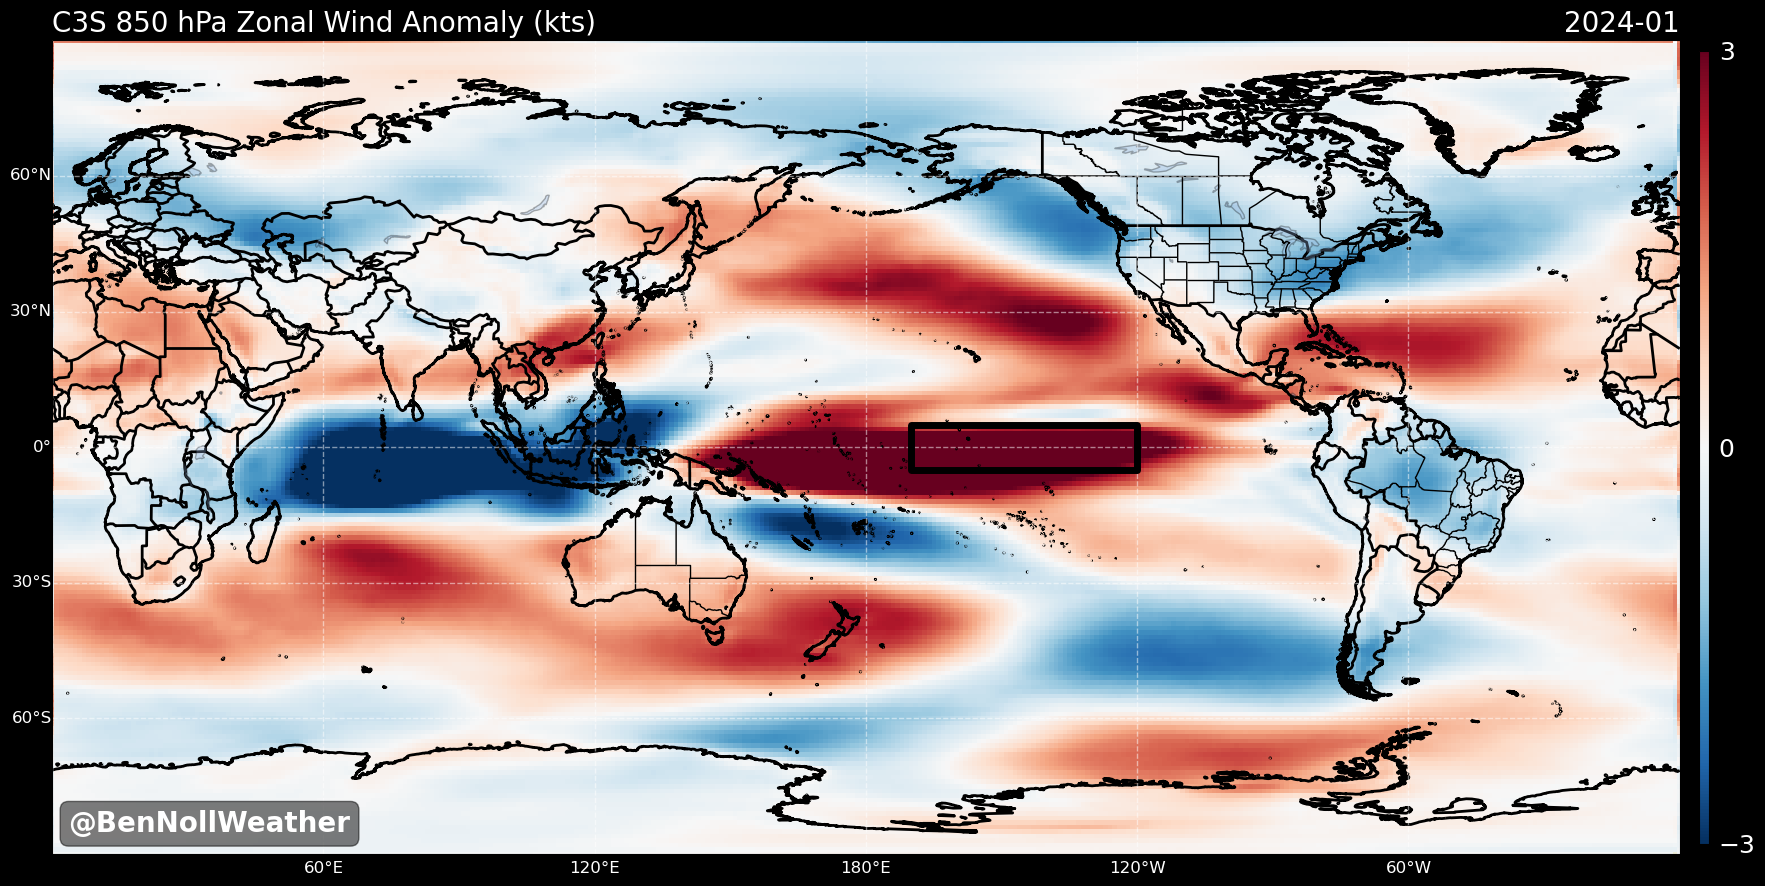 C3S 850 hPa Zonal Wind Anomaly (kts)
2024-01
3
60°N
30°N
0°
0
30°S
60°S
@BenNollWeather
−3
60°E
120°E
180°E
120°W
60°W